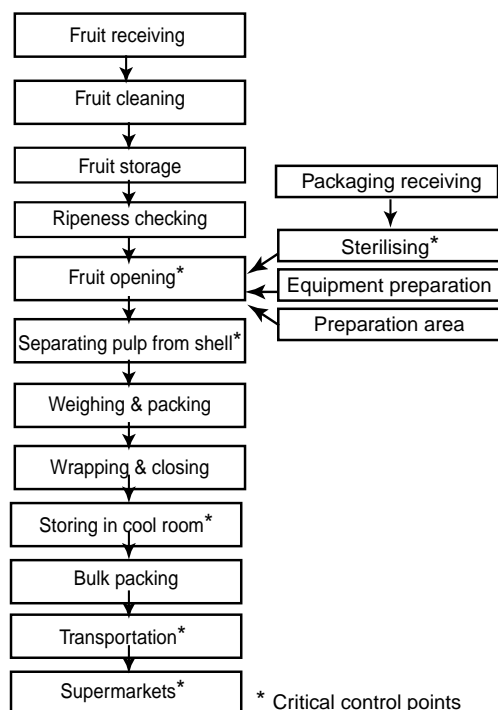 Fruit receiving
Fruit cleaning
Fruit storage
Ripeness checking
Fruit opening*
Separating pulp from shell*
Weighing & packing
Wrapping & closing
Storing in cool room*
Bulk packing
Transportation*
Supermarkets*
Packaging receiving
Sterilising*
Equipment preparation
Preparation area
* Critical control points